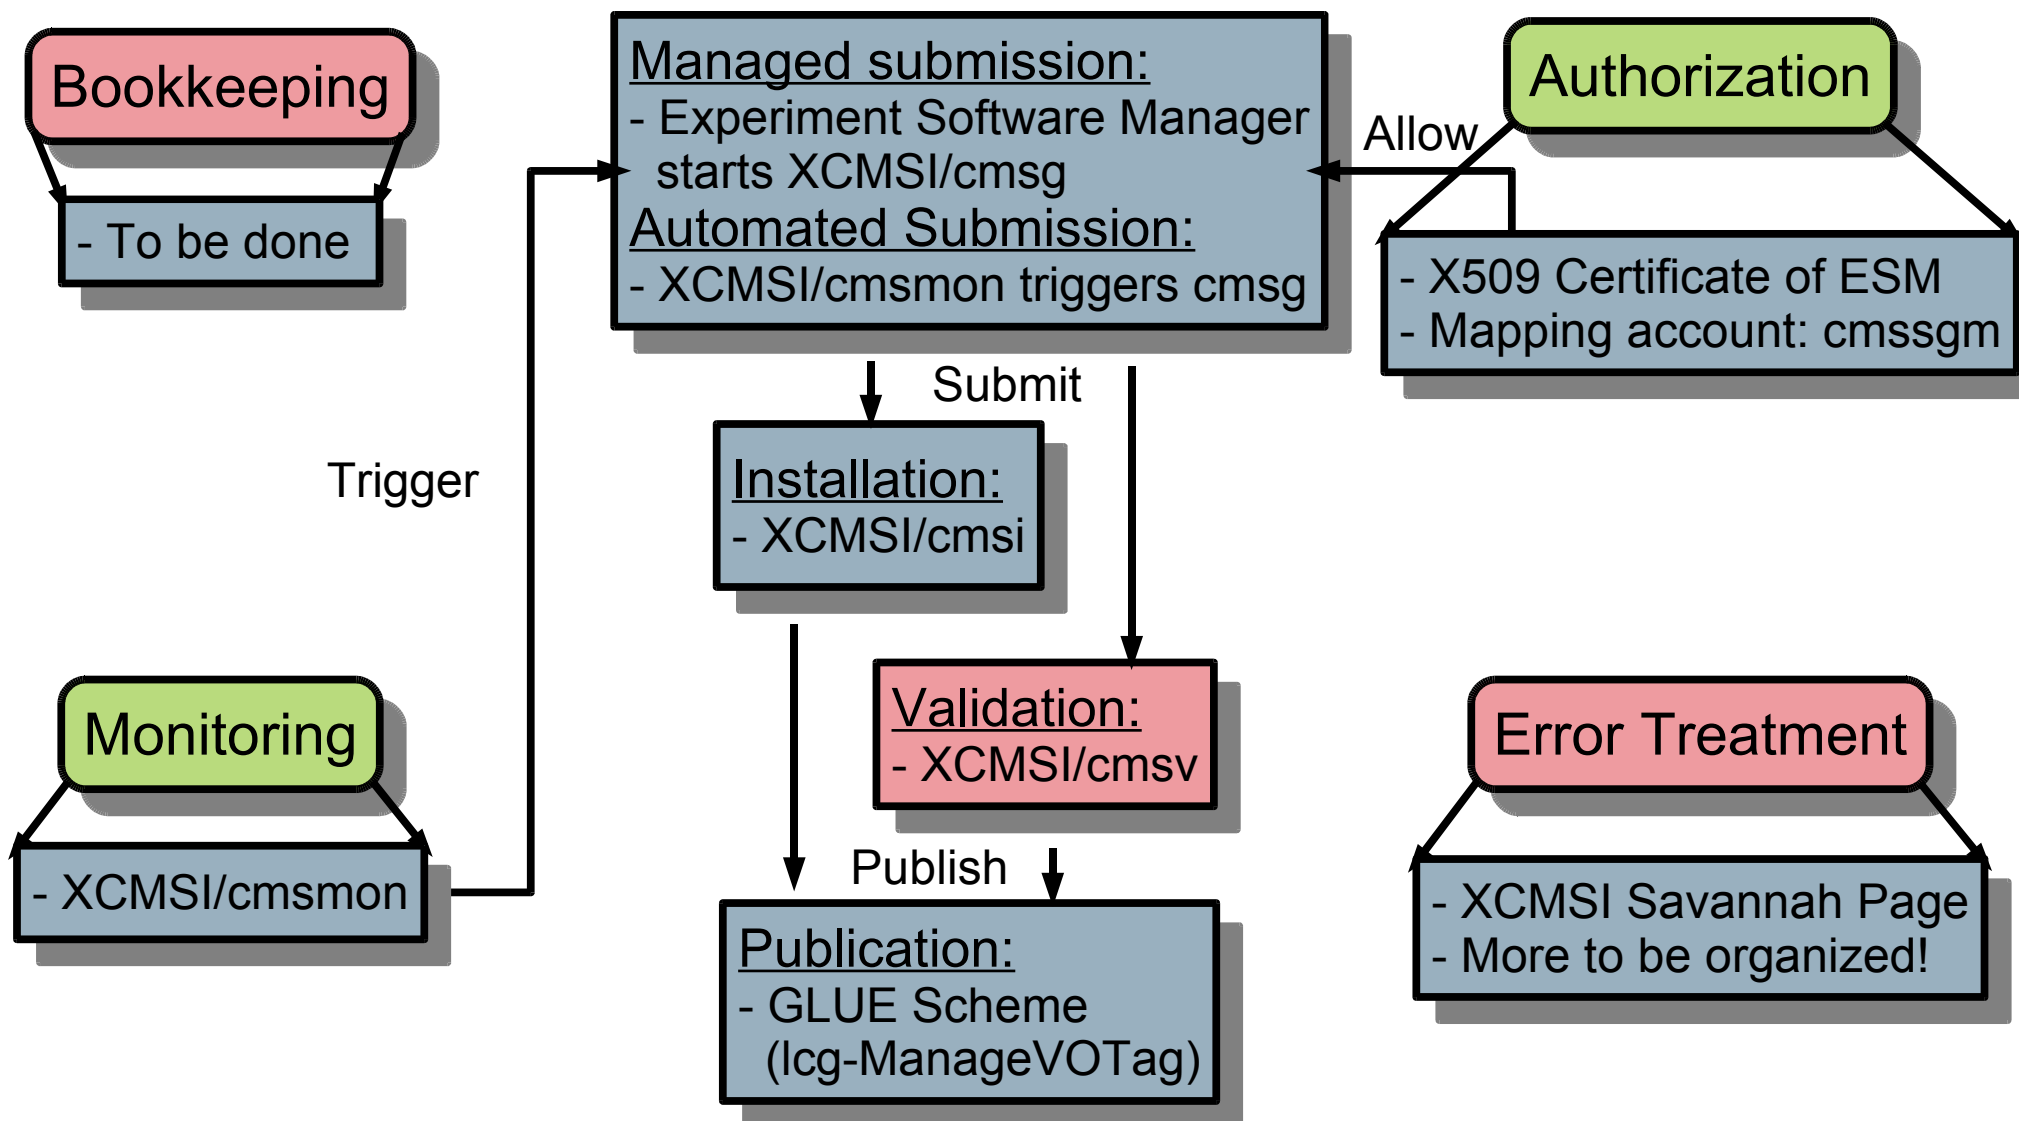 Bookkeeping
- To be done
Managed submission:
- Experiment Software Manager
starts XCMSI/cmsg
Automated Submission:
- XCMSI/cmsmon triggers cmsg
Allow
Authorization
- X509 Certificate of ESM
- Mapping account: cmssgm
Submit
Trigger
Installation:
- XCMSI/cmsi
Monitoring
- XCMSI/cmsmon
Validation:
- XCMSI/cmsv
Error Treatment
- XCMSI Savannah Page
- More to be organized!
Publish
Publication:
- GLUE Scheme
(lcg-ManageVOTag)